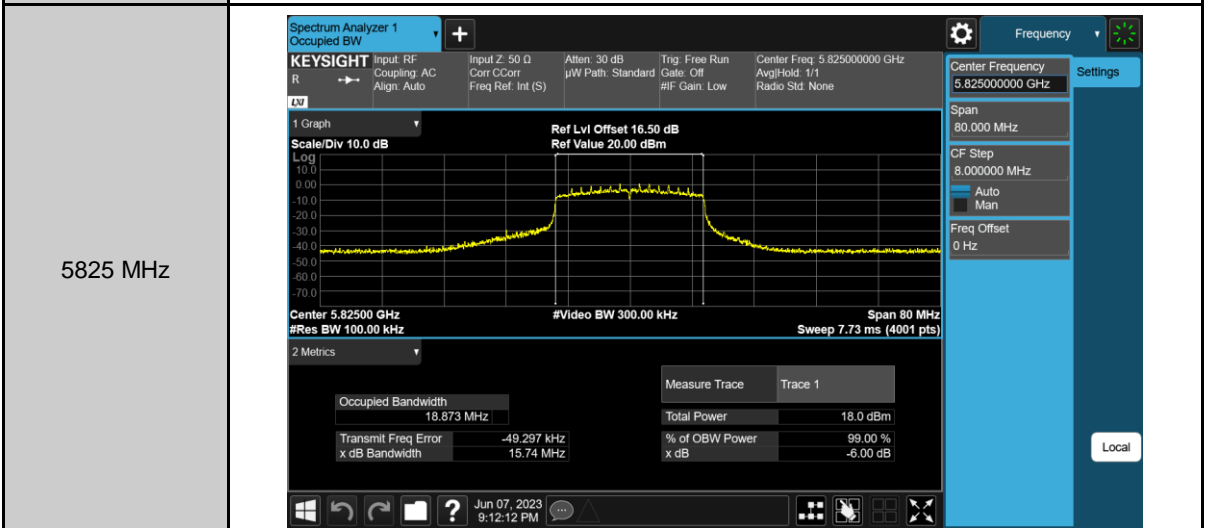 5825 MHz
Spectrum Analyzer 1
Occupied BW
+
Frequency
KEYSIGHT
R
LXI
Input: RF
Coupling: AC
Align: Auto
Input Z: 50 Ω
Corr CCorr
Freq Ref: Int (S)
Atten: 30 dB
µW Path: Standard
Trig: Free Run
Gate: Off
#IF Gain: Low
Center Freq: 5.825000000 GHz
Avg|Hold: 1/1
Radio Std: None
Center Frequency
5.825000000 GHz
Settings
Span
80.000 MHz
CF Step
8.000000 MHz
Auto
Man
Freq Offset
0 Hz
Local
1 Graph
Scale/Div 10.0 dB
Ref Lvl Offset 16.50 dB
Ref Value 20.00 dBm
Log
10.0
0.00
-10.0
-20.0
-30.0
-40.0
-50.0
-60.0
-70.0
Center 5.82500 GHz
#Video BW 300.00 kHz
Span 80 MHz
#Res BW 100.00 kHz
Sweep 7.73 ms (4001 pts)
2 Metrics
Measure Trace Trace 1
Occupied Bandwidth
18.873 MHz
Total Power 18.0 dBm
Transmit Freq Error -49.297 kHz
% of OBW Power 99.00 %
x dB Bandwidth 15.74 MHz
x dB -6.00 dB
?
Jun 07, 2023
9:12:12 PM